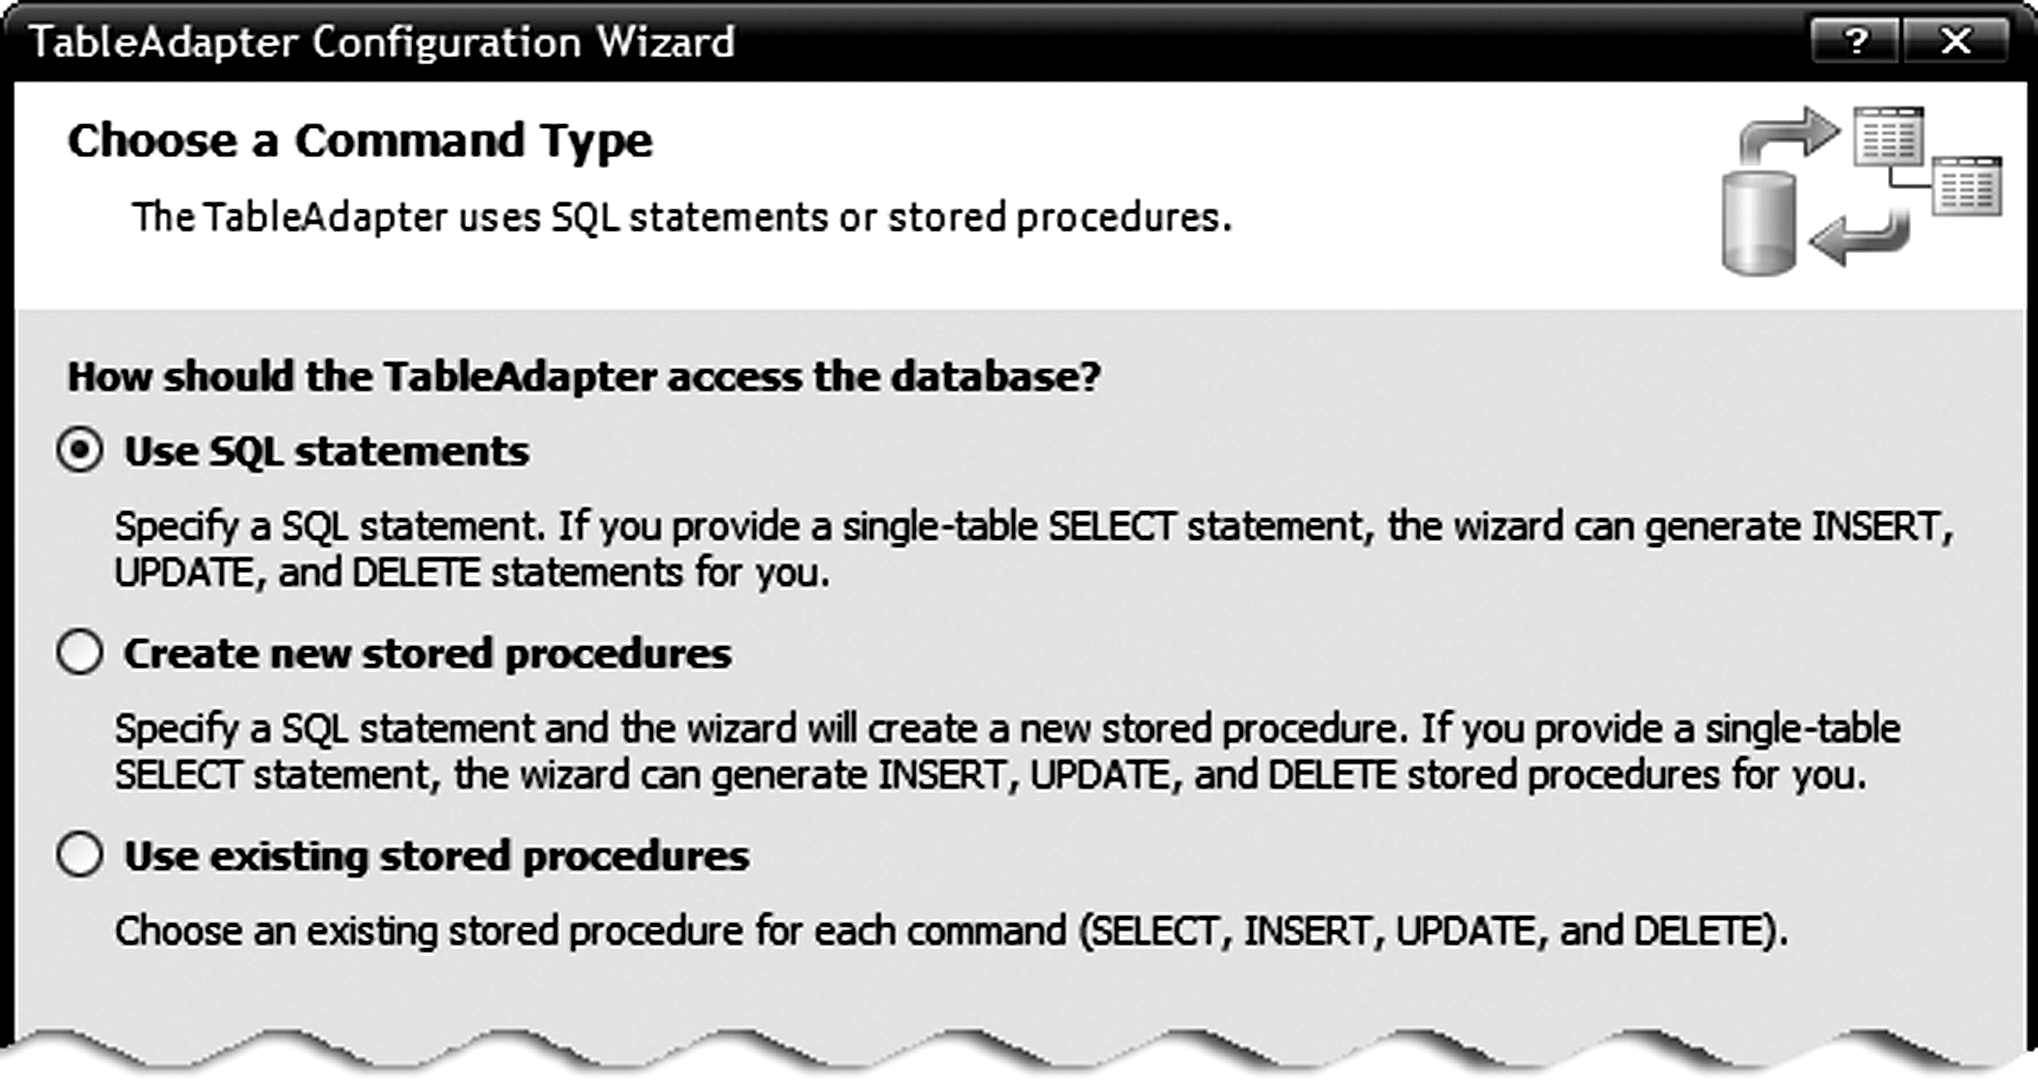 TableAdapter Configuration Wizard
?
Choose a Command Type
The TableAdapter uses SQL statements or stored procedures.
How should the TableAdapter access the database?
Use SQL statements
Specify a SQL statement. If you provide a single-table SELECT statement, the wizard can generate INSERT,
UPDATE, and DELETE statements for you.
Create new stored procedures
Specify a SQL statement and the wizard will create a new stored procedure. If you provide a single-table
SELECT statement, the wizard can generate INSERT, UPDATE, and DELETE stored procedures for you.
Use existing stored procedures
Choose an existing stored procedure for each command (SELECT, INSERT, UPDATE, and DELETE).